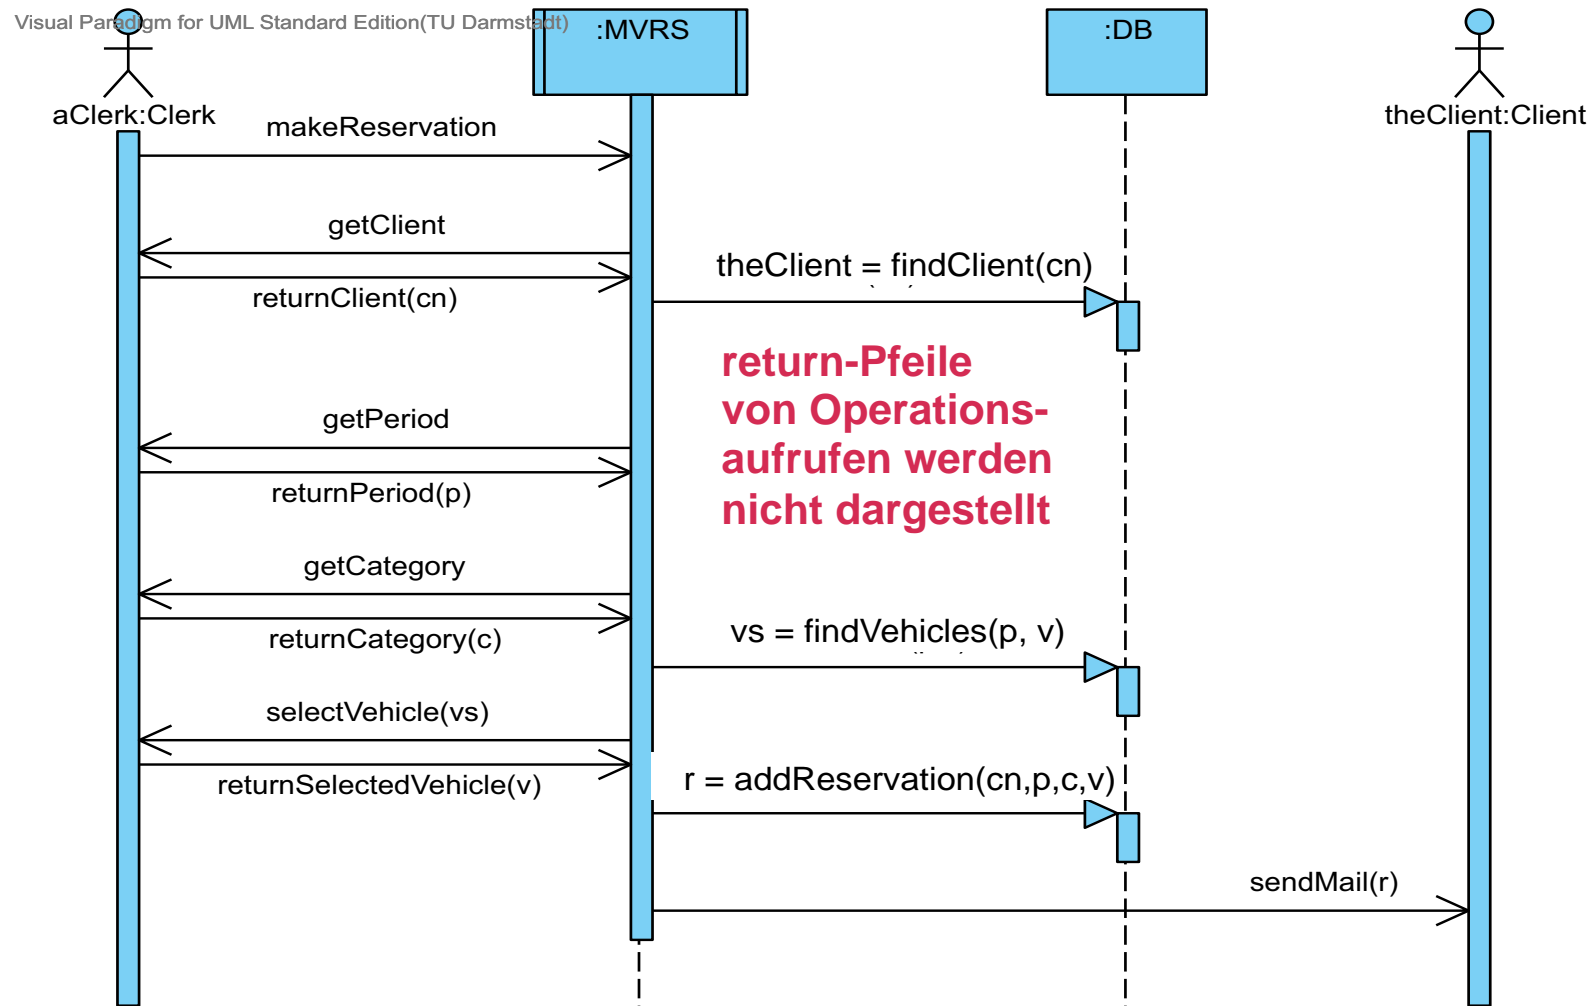 Visual Paradigm for UML Standard Edition(TU Darmstadt)
:MVRS
:DB
aClerk:Clerk
theClient:Client
makeReservation
getClient
theClient = findClient(cn)
returnClient(cn)
return-Pfeile
von Operations-
aufrufen werden
nicht dargestellt
getPeriod
returnPeriod(p)
getCategory
returnCategory(c)
vs = findVehicles(p, v)
selectVehicle(vs)
returnSelectedVehicle(v)
r = addReservation(cn,p,c,v)
sendMail(r)